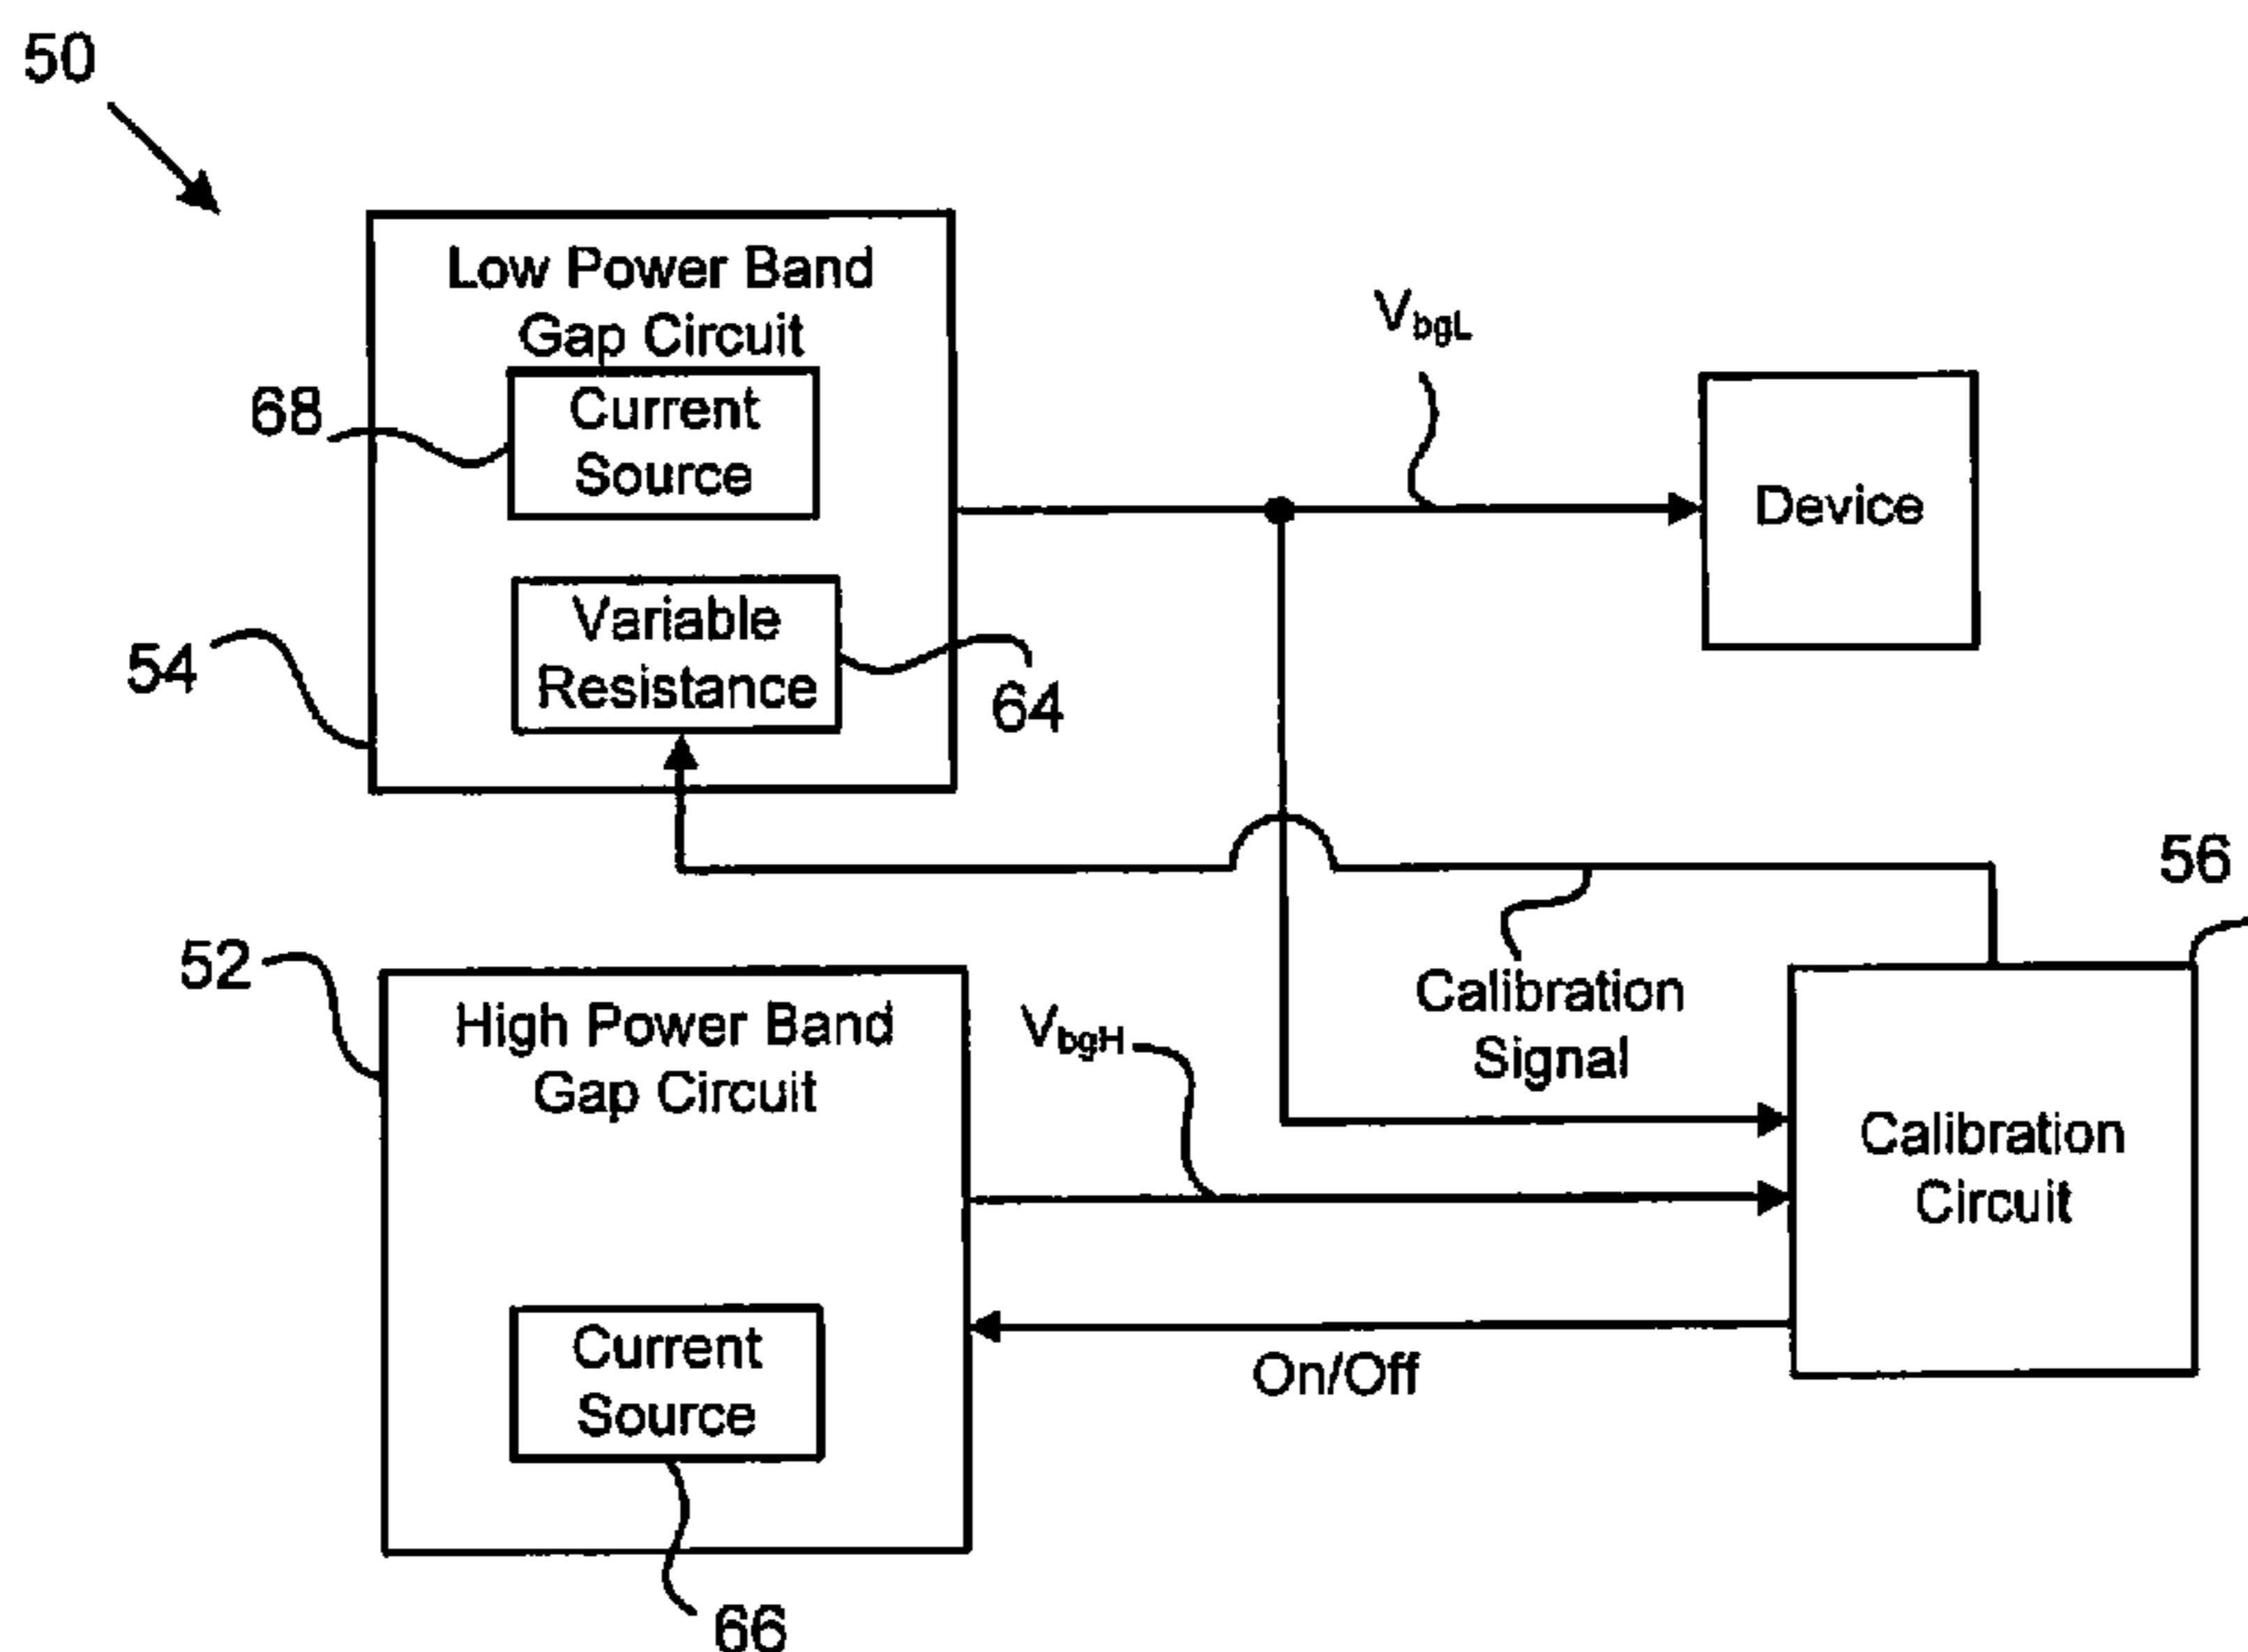 50
Low Power Band
Gap Circuit
68
Current
Source
VbgL
Device
54
Variable
Resistance
64
56
52
High Power Band
Gap Circuit
VbgH
Calibration
Signal
Calibration
Circuit
On/Off
Current
Source
66